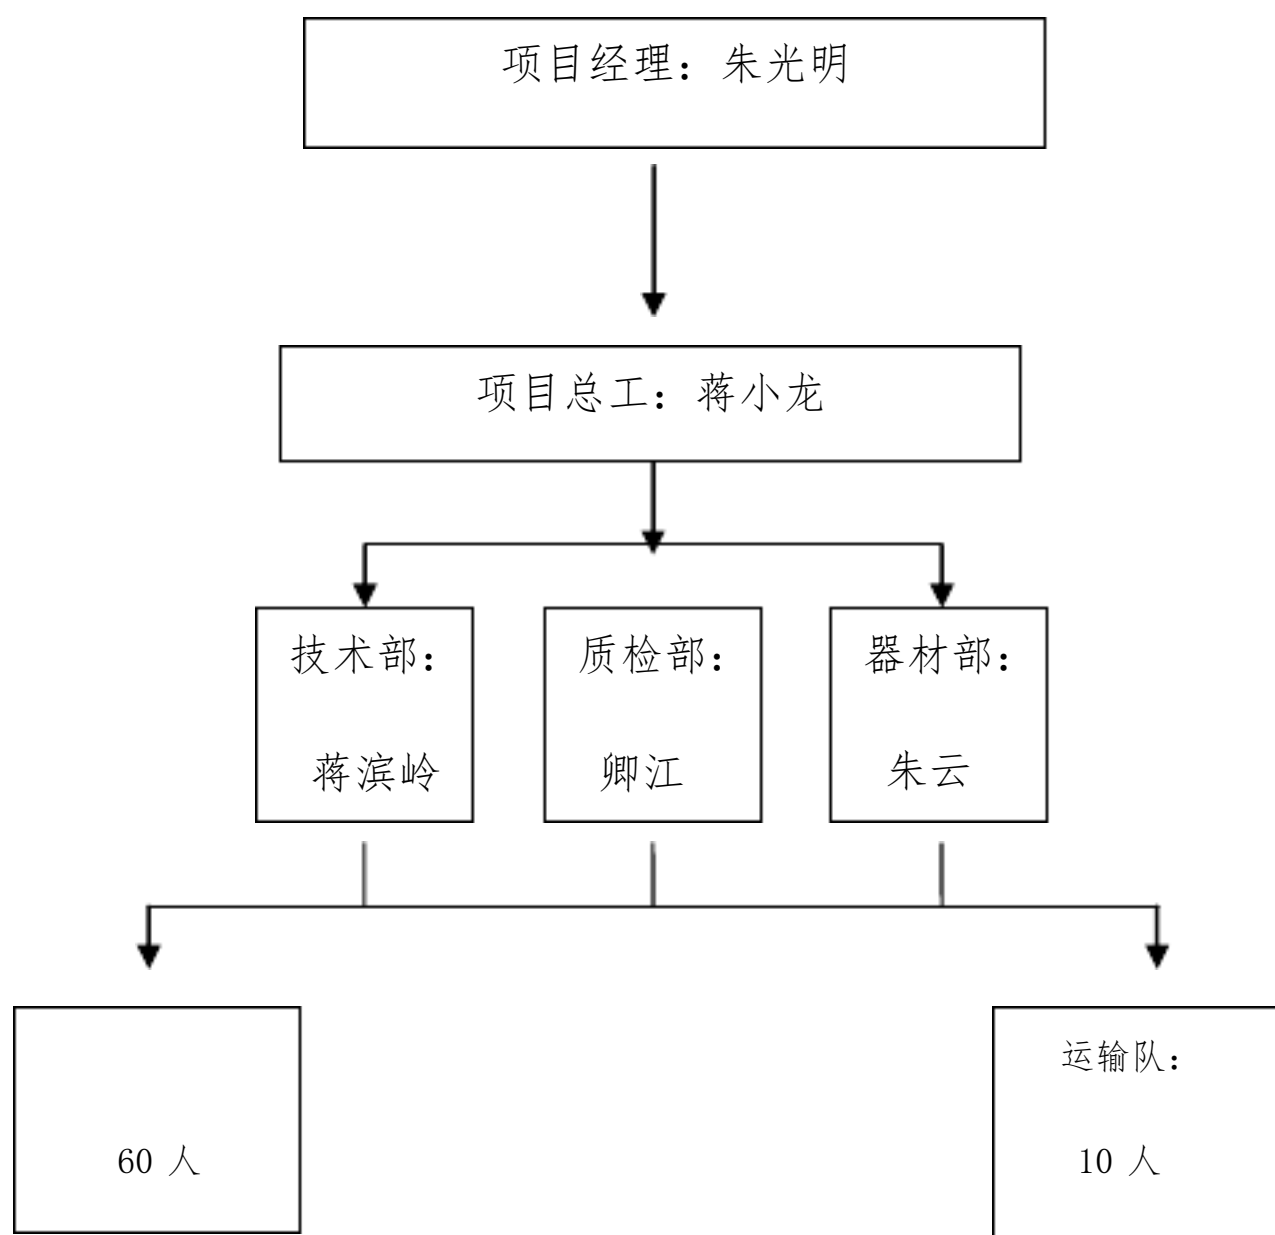 项目经理：朱光明
项目总工：蒋小龙
技术部：
蒋滨岭
质检部：
卿江
器材部：
朱云
60 人
运输队：
10 人